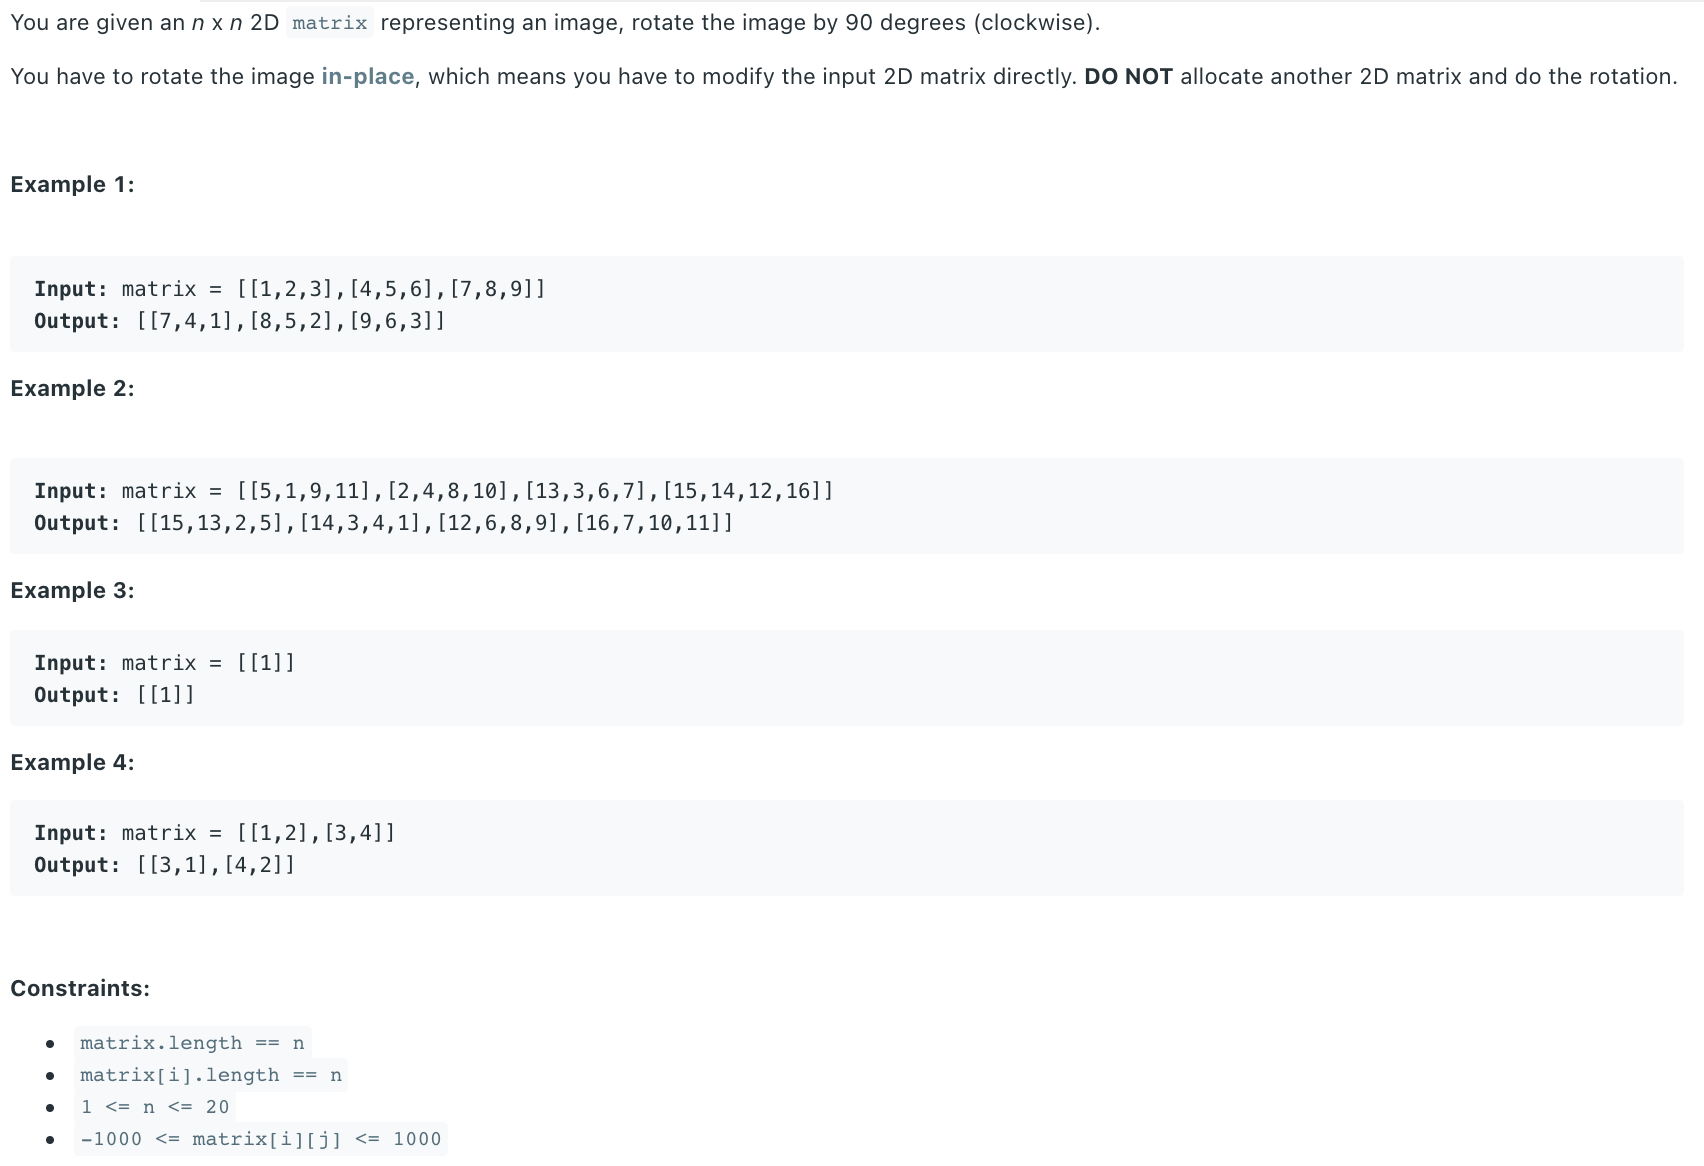 You are given an n x n 2D matrix representing an image, rotate the image by 90 degrees (clockwise).
You have to rotate the image in-place, which means you have to modify the input 2D matrix directly. DO NOT allocate another 2D matrix and do the rotation.
Example 1:
Input: matrix = [[1,2,3],[4,5,6],[7,8,9]]
Output: [[7,4,1],[8,5,2],[9,6,3]]
Example 2:
Input: matrix = [[5,1,9,11],[2,4,8,10],[13,3,6,7],[15,14,12,16]]
Output: [[15,13,2,5],[14,3,4,1],[12,6,8,9],[16,7,10,11]]
Example 3:
Input: matrix = [[1]]
Output: [[1]]
Example 4:
Input: matrix = [[1,2],[3,4]]
Output: [[3,1],[4,2]]
Constraints:
• matrix.length == n
• matrix[i].length == n
• 1 <= n <= 20
• -1000 <= matrix[i][j] <= 1000